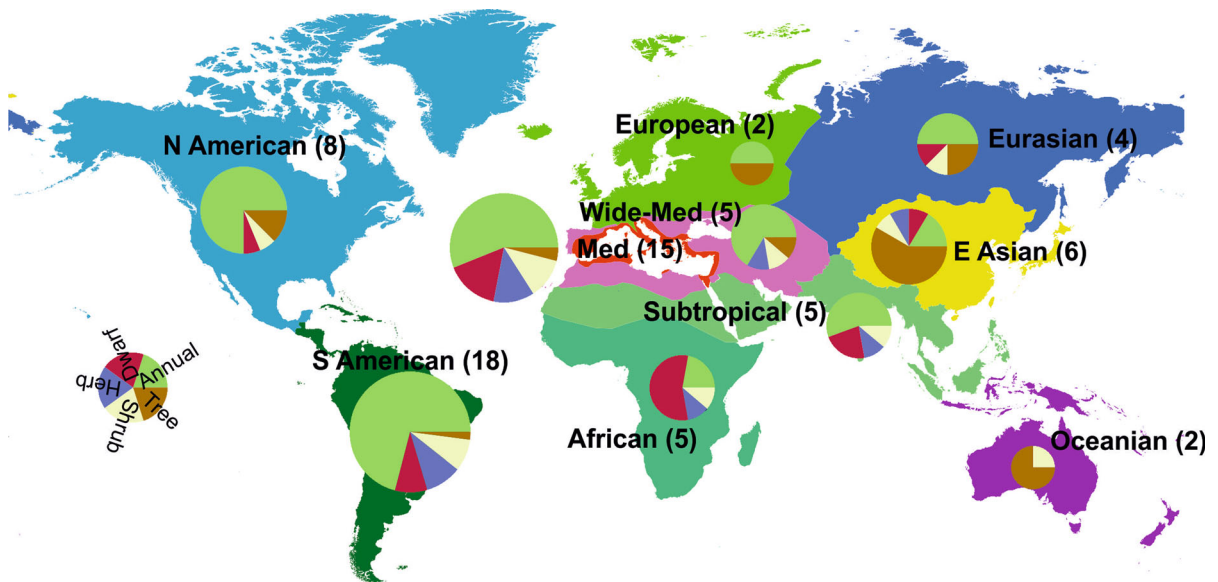 European (2)
Eurasian (4)
N American (8)
Wide-Med (5)
Med (15)
E Asian (6)
Subtropical (5)
S American (18)
Dwarf
Annual
Herb
Tree
Shrub
African (5)
Oceanian (2)